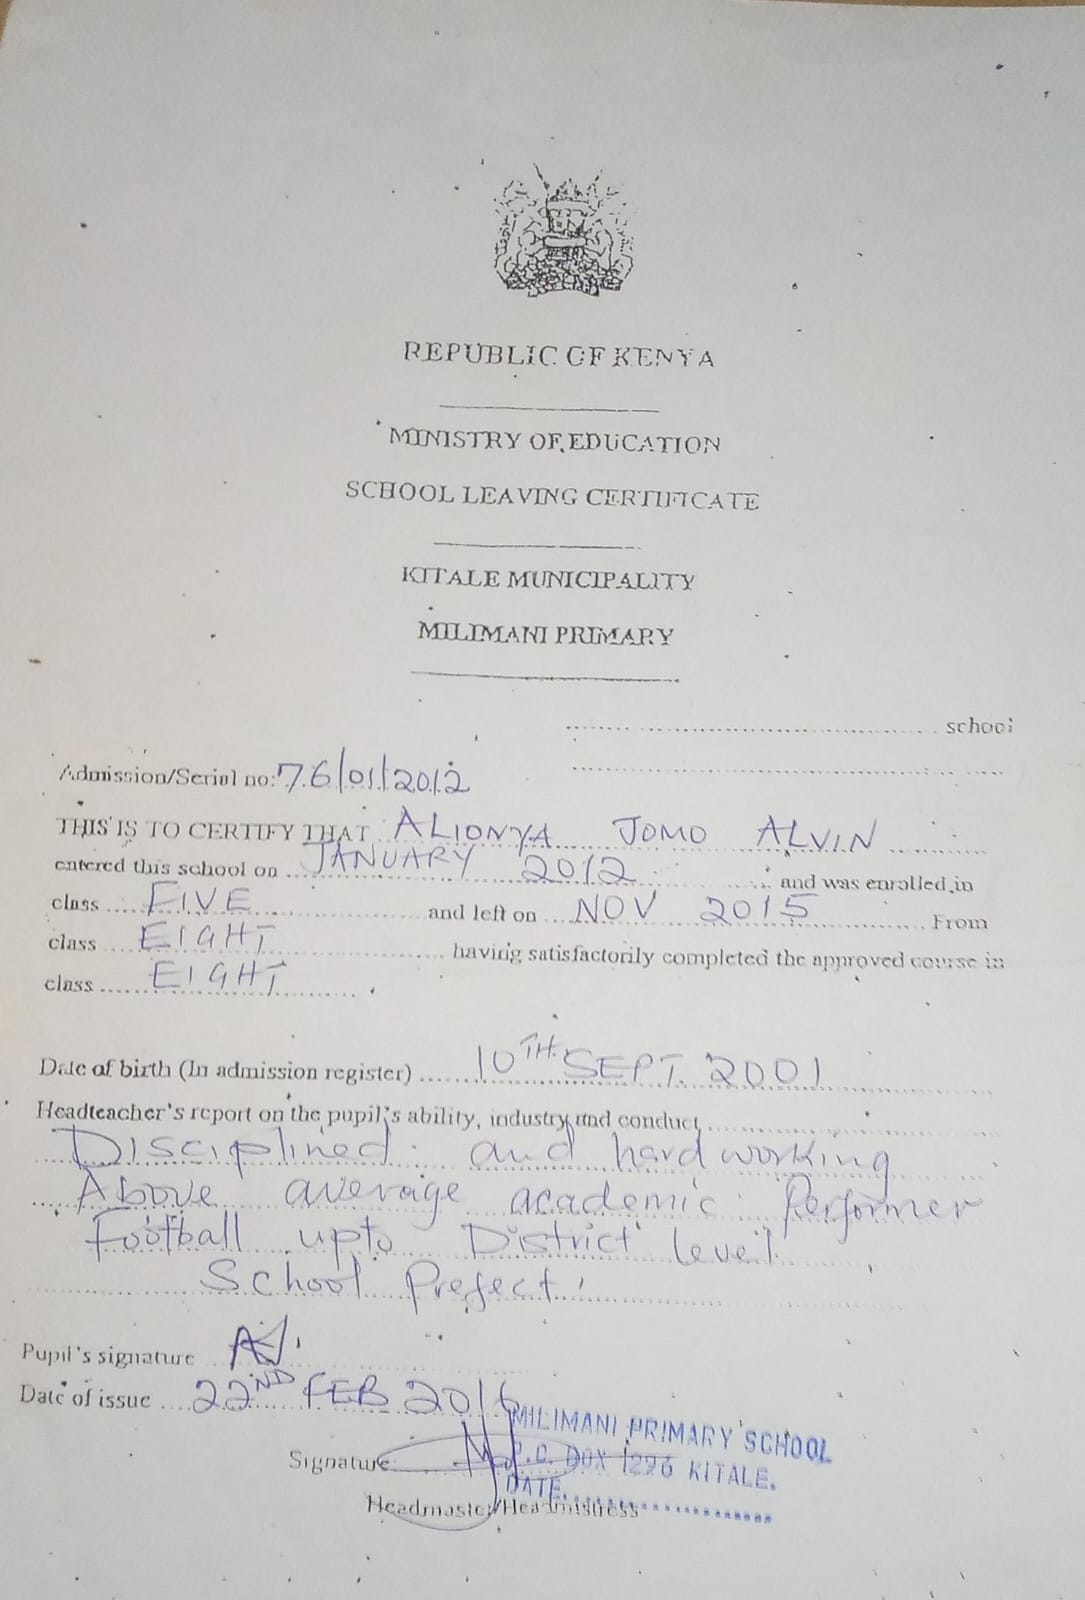 REPUBLIC OF KENYA
MINISTRY OF EDUCATION
SCHOOL LEAVING CERTIFICATE
KITALE MUNICIPALITY
MILIMANI PRIMARY
school
Admission/Serial no: 76/01/2012
THIS IS TO CERTIFY THAT ALIONYA JOMO ALVIN
entered this school on JANUARY 2012 and was enrolled in
class FIVE and left on NOV 2015 From
class EIGHT having satisfactorily completed the approved course in
class EIGHT
Date of birth (In admission register) 10TH SEPT. 2001
Headteacher's report on the pupil's ability, industry and conduct
Disciplined and hardworking
Above average academic Performer
Football upto District level
School Prefect.
Pupil's signature AJ.
Date of issue 22ND FEB 2016
MILIMANI PRIMARY SCHOOL
P.O. BOX 1296 KITALE.
DATE
Signature
Headmaster/Headmistress